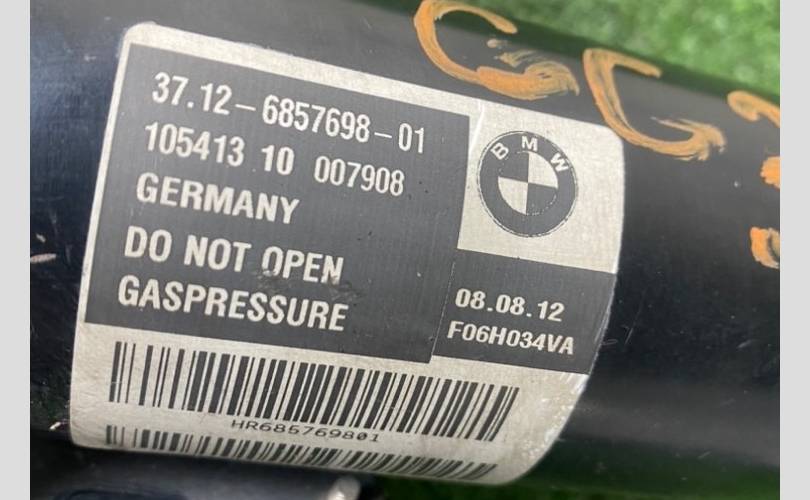 37.12-6857698-01
105413 10 007908
GERMANY
DO NOT OPEN
GASPRESSURE
BMW
08.08.12
F06H034VA
HR685769801